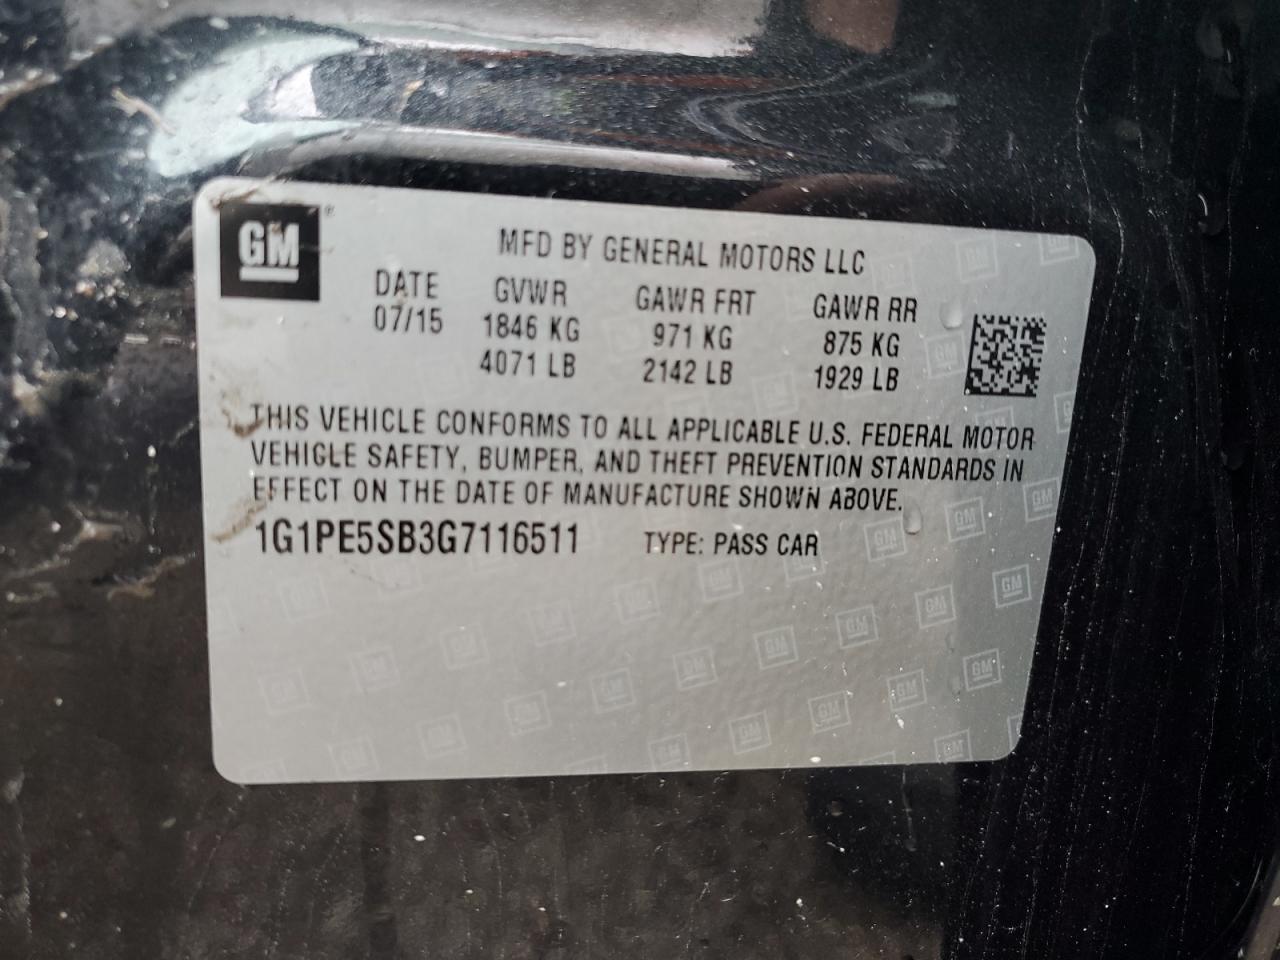 GM®
MFD BY GENERAL MOTORS LLC
DATE GVWR GAWR FRT GAWR RR
07/15 1846 KG 971 KG 875 KG
4071 LB 2142 LB 1929 LB
THIS VEHICLE CONFORMS TO ALL APPLICABLE U.S. FEDERAL MOTOR
VEHICLE SAFETY, BUMPER, AND THEFT PREVENTION STANDARDS IN
EFFECT ON THE DATE OF MANUFACTURE SHOWN ABOVE.
1G1PE5SB3G7116511 TYPE: PASS CAR